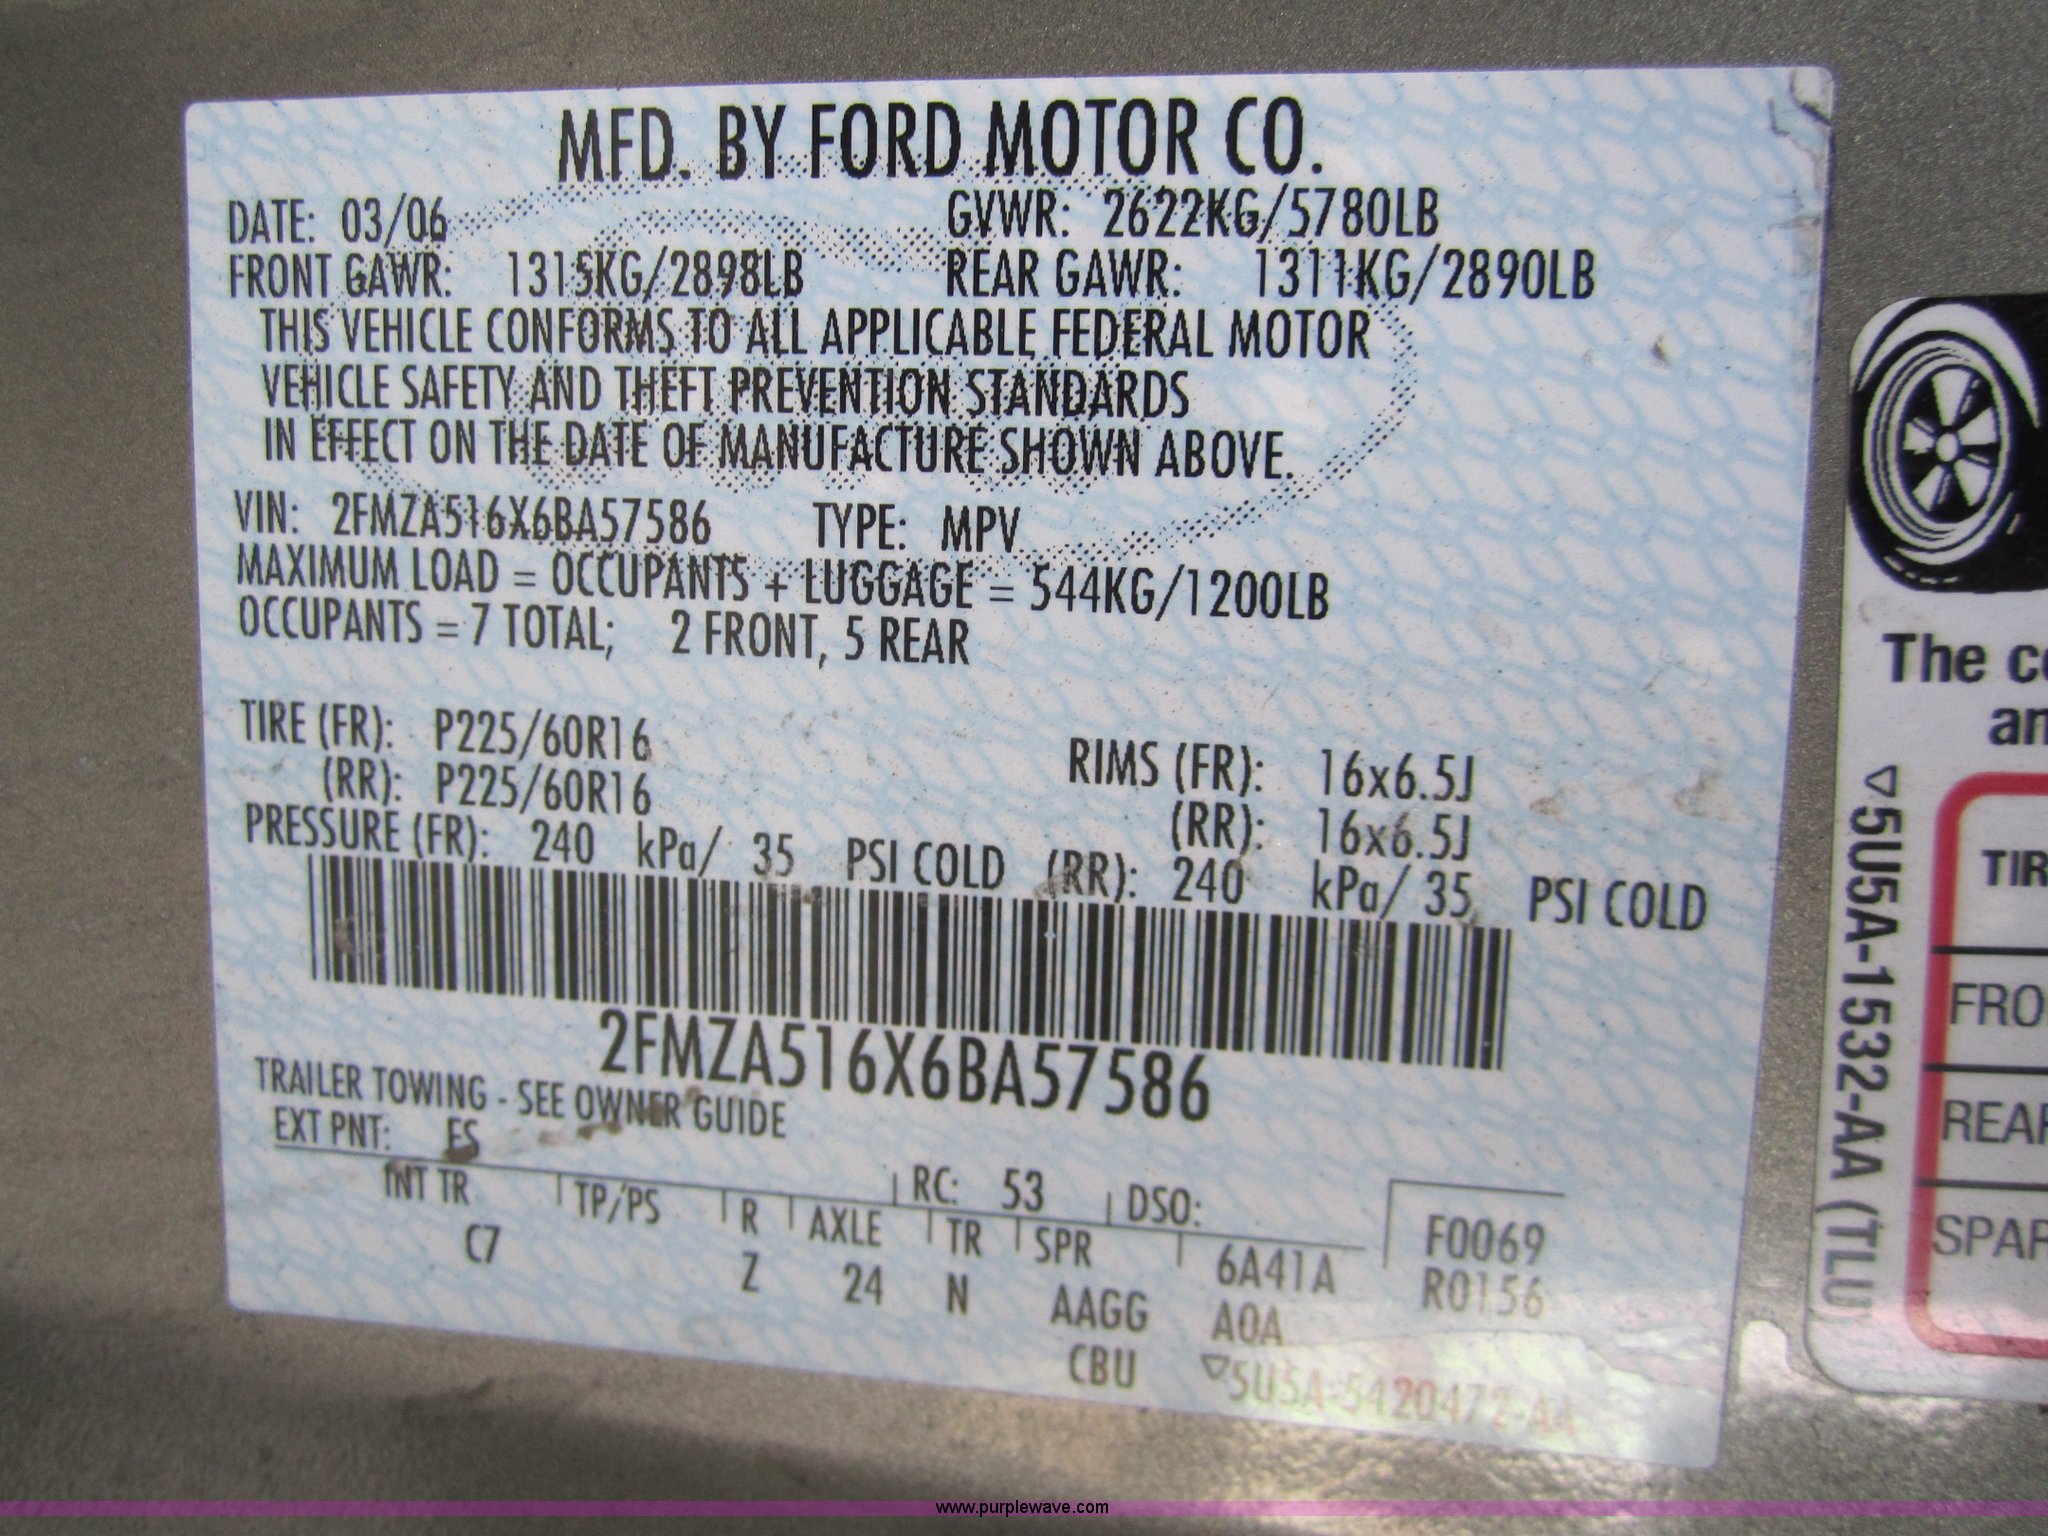 MFD. BY FORD MOTOR CO.
DATE: 03/06 GVWR: 2622KG/5780LB
FRONT GAWR: 1315KG/2898LB REAR GAWR: 1311KG/2890LB
THIS VEHICLE CONFORMS TO ALL APPLICABLE FEDERAL MOTOR
VEHICLE SAFETY AND THEFT PREVENTION STANDARDS
IN EFFECT ON THE DATE OF MANUFACTURE SHOWN ABOVE.
VIN: 2FMZA516X6BA57586 TYPE: MPV
MAXIMUM LOAD = OCCUPANTS + LUGGAGE = 544KG/1200LB
OCCUPANTS = 7 TOTAL; 2 FRONT, 5 REAR
TIRE (FR): P225/60R16 RIMS (FR): 16x6.5J
(RR): P225/60R16 (RR): 16x6.5J
PRESSURE (FR): 240 kPa/ 35 PSI COLD (RR): 240 kPa/ 35 PSI COLD
2FMZA516X6BA57586
TRAILER TOWING - SEE OWNER GUIDE
EXT PNT: FS RC: 53 DSO:
INT TR TP/PS R AXLE TR SPR F0069
C7 Z 24 N AAGG 6A41A R0156
A0A
CBU 5U5A-5420472-AA
The co
an
5U5A-1532-AA (TLU)
TIR
FRO
REAR
SPAR
www.purplewave.com